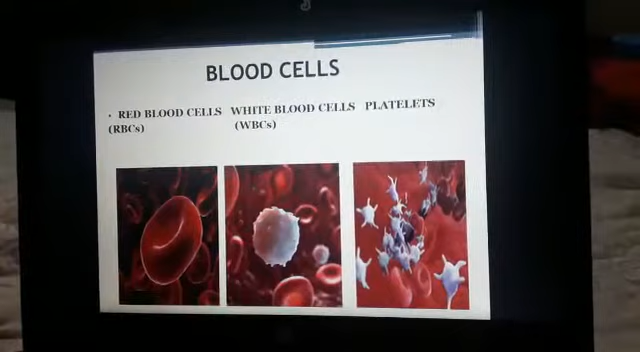 BLOOD CELLS
• RED BLOOD CELLS WHITE BLOOD CELLS PLATELETS
(RBCs) (WBCs)